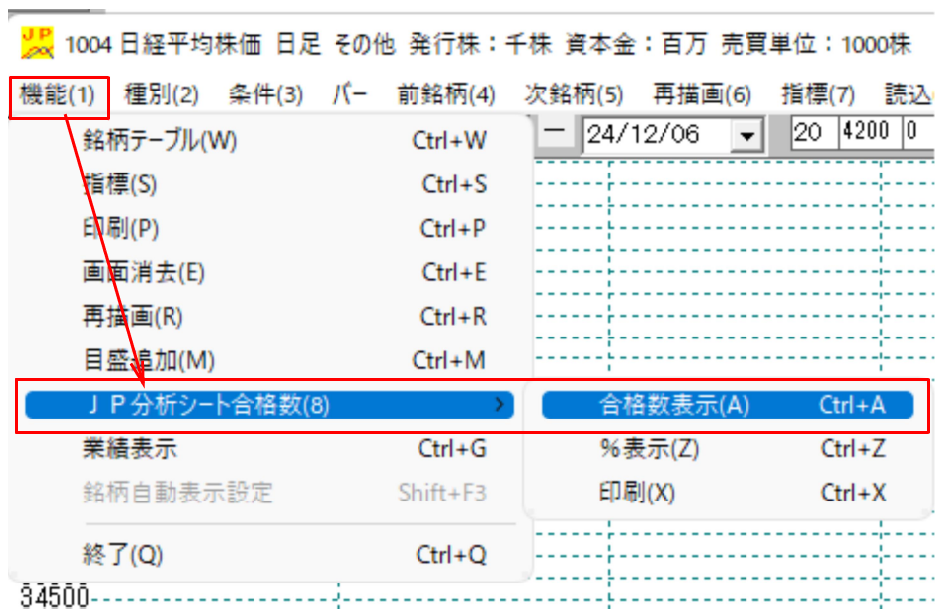 JP 1004 日経平均株価 日足 その他 発行株：千株 資本金：百万 売買単位：1000株
機能(1) 種別(2) 条件(3) バー 前銘柄(4) 次銘柄(5) 再描画(6) 指標(7) 読込
24/12/06 20 4200 0
銘柄テーブル(W) Ctrl+W
指標(S) Ctrl+S
印刷(P) Ctrl+P
画面消去(E) Ctrl+E
再描画(R) Ctrl+R
目盛追加(M) Ctrl+M
ＪＰ分析シート合格数(8) 合格数表示(A) Ctrl+A
業績表示 Ctrl+G %表示(Z) Ctrl+Z
銘柄自動表示設定 Shift+F3 印刷(X) Ctrl+X
終了(Q) Ctrl+Q
34500